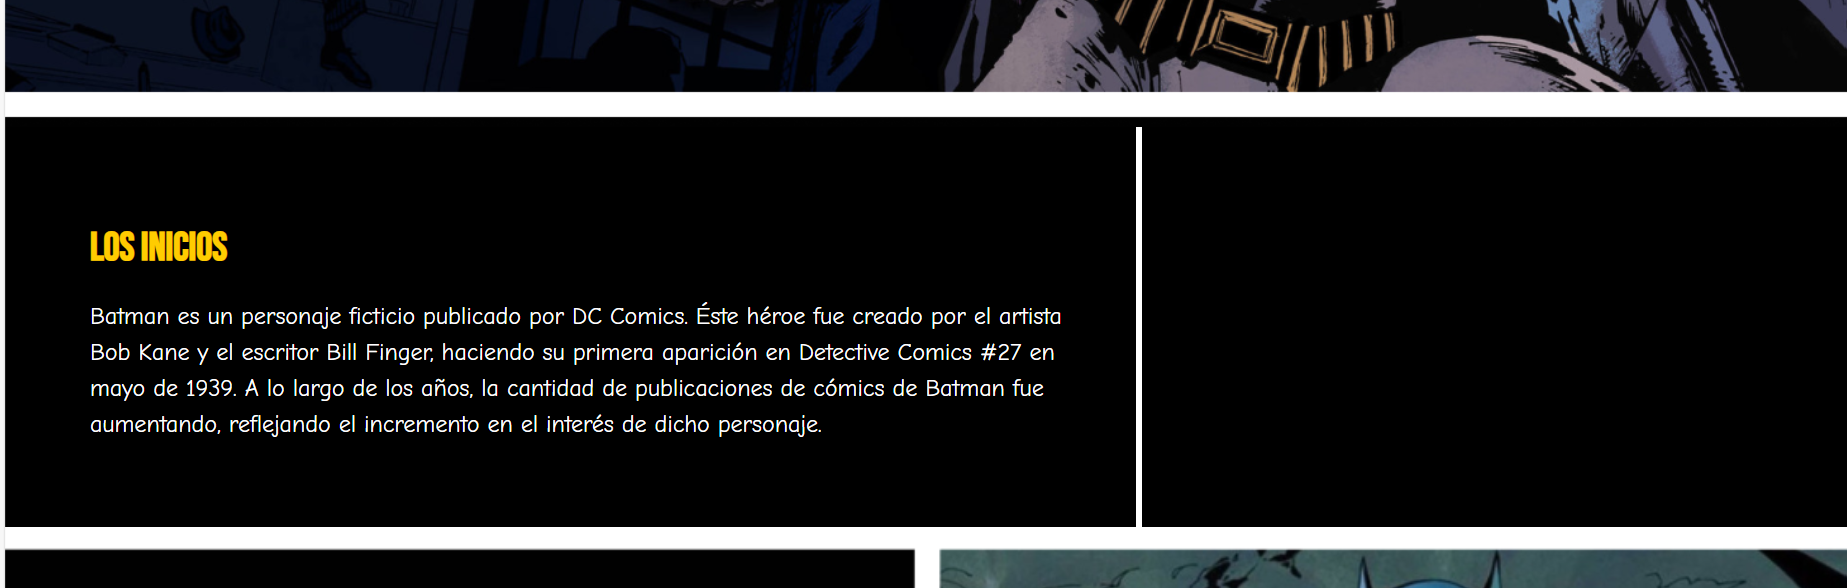 LOS INICIOS
Batman es un personaje ficticio publicado por DC Comics. Éste héroe fue creado por el artista
Bob Kane y el escritor Bill Finger, haciendo su primera aparición en Detective Comics #27 en
mayo de 1939. A lo largo de los años, la cantidad de publicaciones de cómics de Batman fue
aumentando, reflejando el incremento en el interés de dicho personaje.